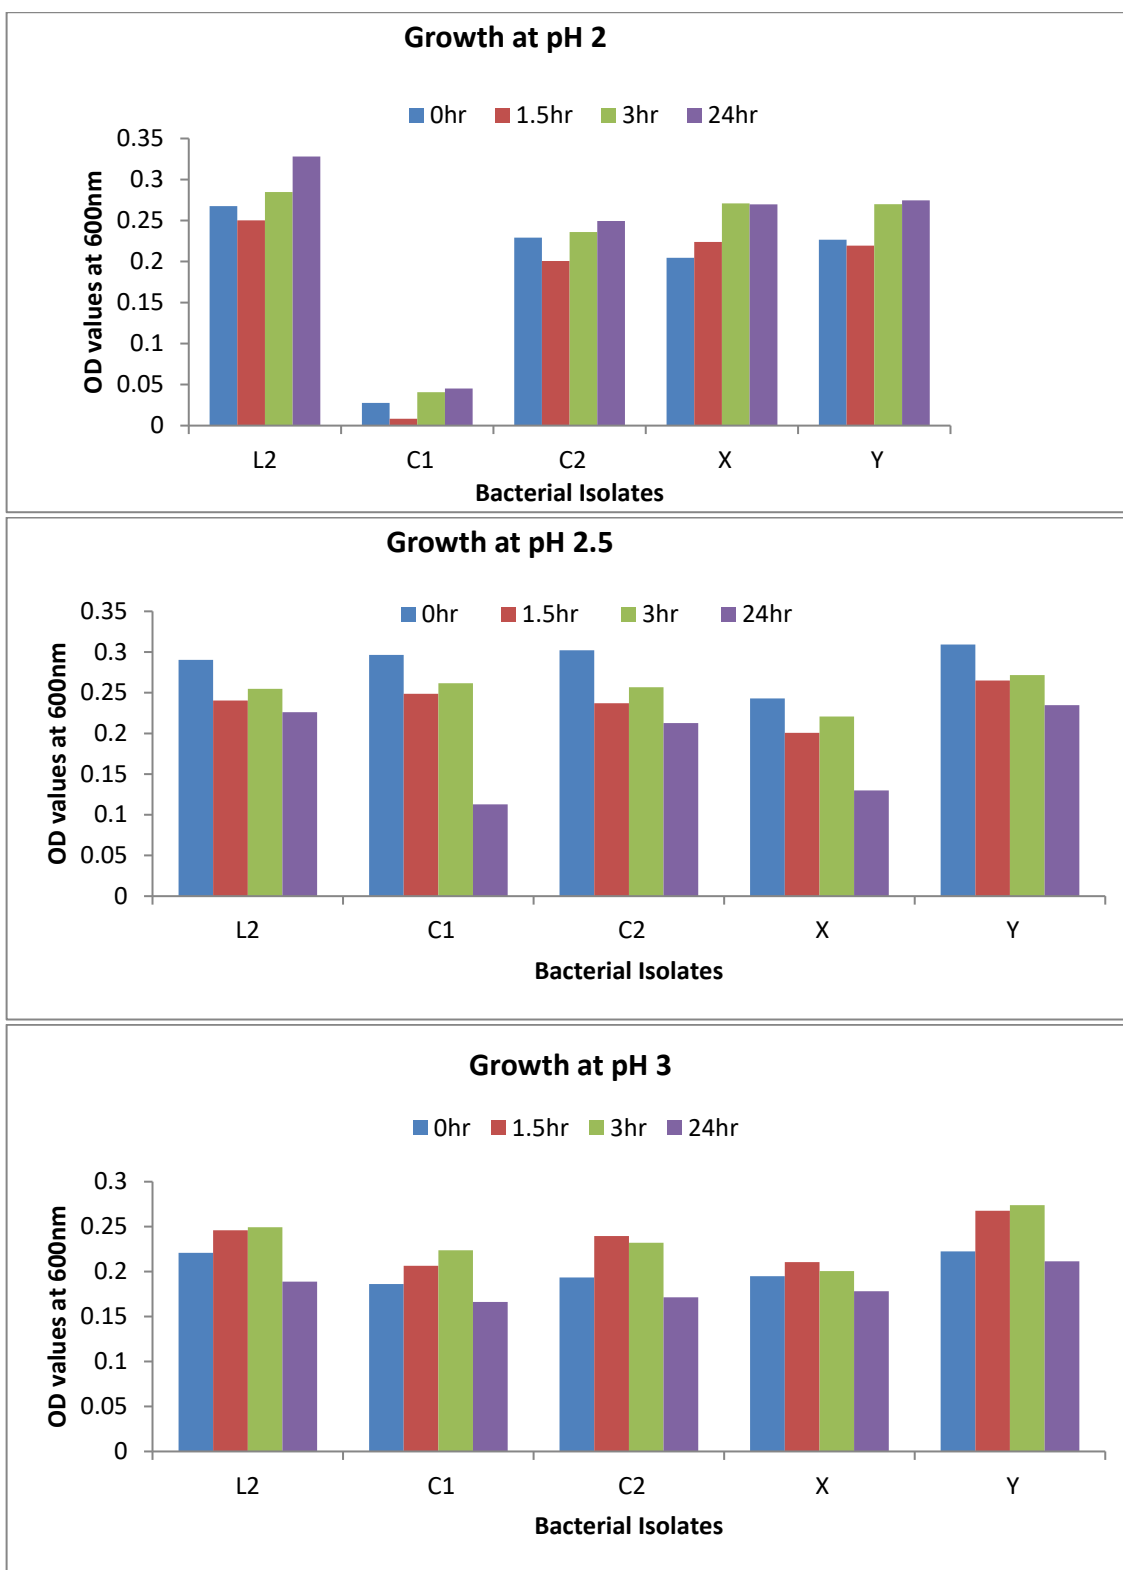 Growth at pH 2
0hr 1.5hr 3hr 24hr
OD values at 600nm
0.35
0.3
0.25
0.2
0.15
0.1
0.05
0
L2 C1 C2 X Y
Bacterial Isolates
Growth at pH 2.5
0hr 1.5hr 3hr 24hr
OD values at 600nm
0.35
0.3
0.25
0.2
0.15
0.1
0.05
0
L2 C1 C2 X Y
Bacterial Isolates
Growth at pH 3
0hr 1.5hr 3hr 24hr
OD values at 600nm
0.3
0.25
0.2
0.15
0.1
0.05
0
L2 C1 C2 X Y
Bacterial Isolates